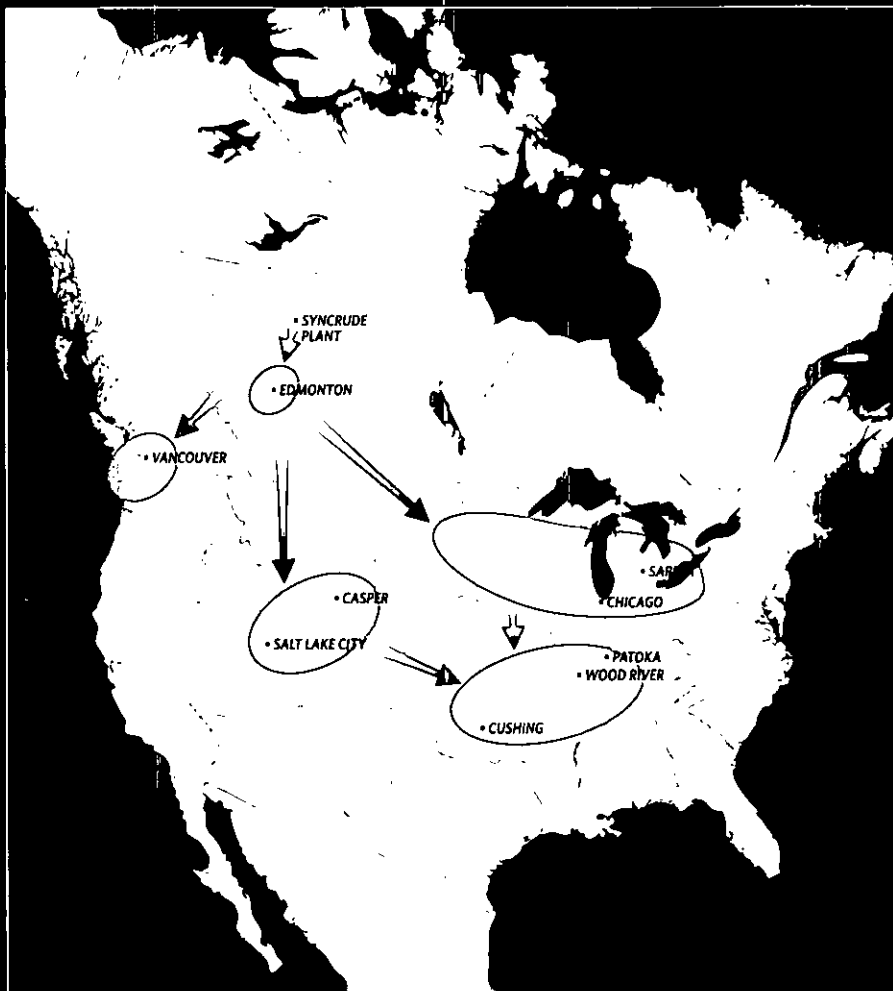 SYNCRUDE
PLANT
EDMONTON
VANCOUVER
CASPER
CHICAGO
SALT LAKE CITY
PATOKA
WOOD RIVER
CUSHING